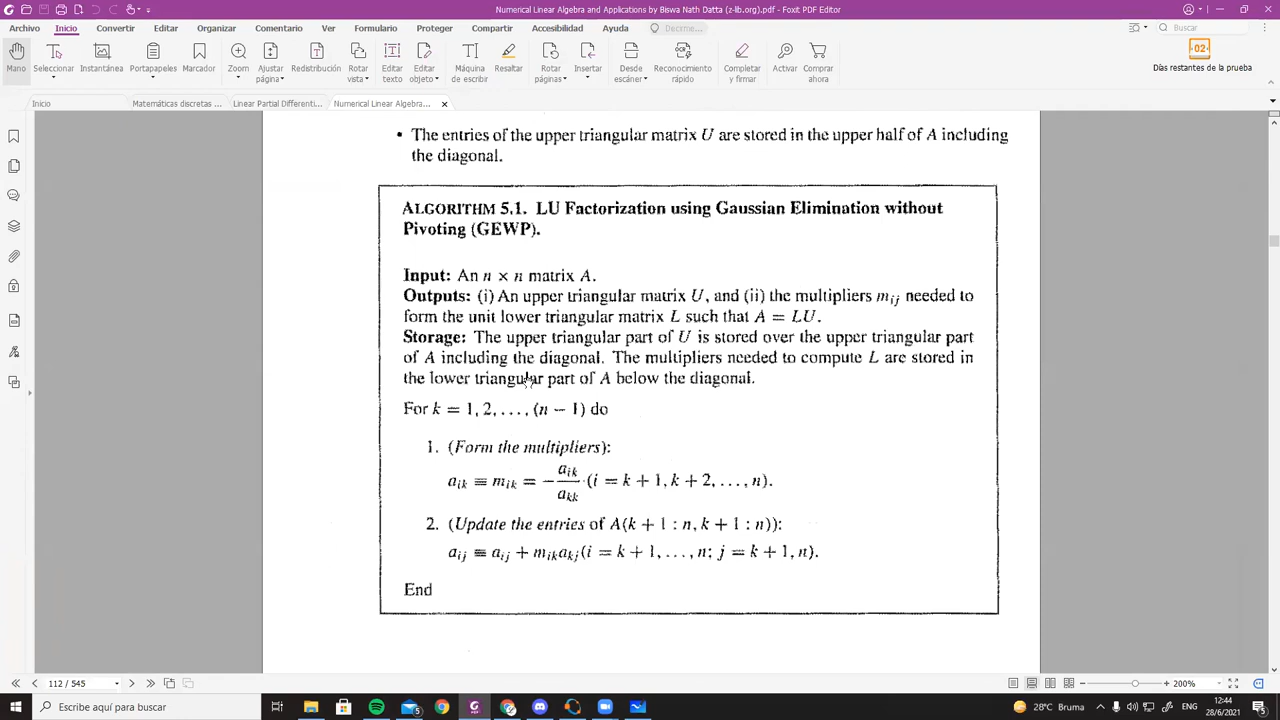 Numerical Linear Algebra and Applications by Biswa Nath Datta (z-lib.org).pdf - Foxit PDF Editor
Archivo Inicio Convertir Editar Organizar Comentario Ver Formulario Proteger Compartir Accesibilidad Ayuda Decirme... Buscar
Mano Seleccionar Instantánea Portapapeles Marcador Zoom Ajustar página Redistribución Rotar vista Editar texto Editar objeto Máquina de escribir Resaltar Rotar páginas Insertar Desde escáner Reconocimiento rápido Completar y firmar Activar Comprar ahora -02- Días restantes de la prueba
Inicio Matemáticas discretas ... Linear Partial Differenti... Numerical Linear Algebra...
• The entries of the upper triangular matrix U are stored in the upper half of A including
the diagonal.
ALGORITHM 5.1. LU Factorization using Gaussian Elimination without
Pivoting (GEWP).
Input: An n × n matrix A.
Outputs: (i) An upper triangular matrix U, and (ii) the multipliers m_ij needed to
form the unit lower triangular matrix L such that A = LU.
Storage: The upper triangular part of U is stored over the upper triangular part
of A including the diagonal. The multipliers needed to compute L are stored in
the lower triangular part of A below the diagonal.
For k = 1, 2, . . . , (n − 1) do
1. (Form the multipliers):
a_ik ≡ m_ik = − a_ik / a_kk (i = k + 1, k + 2, . . . , n).
2. (Update the entries of A(k + 1 : n, k + 1 : n)):
a_ij ≡ a_ij + m_ik a_kj (i = k + 1, . . . , n; j = k + 1, n).
End
112 / 545 200%
Escribe aquí para buscar 28°C Bruma ENG 12:44
28/6/2021